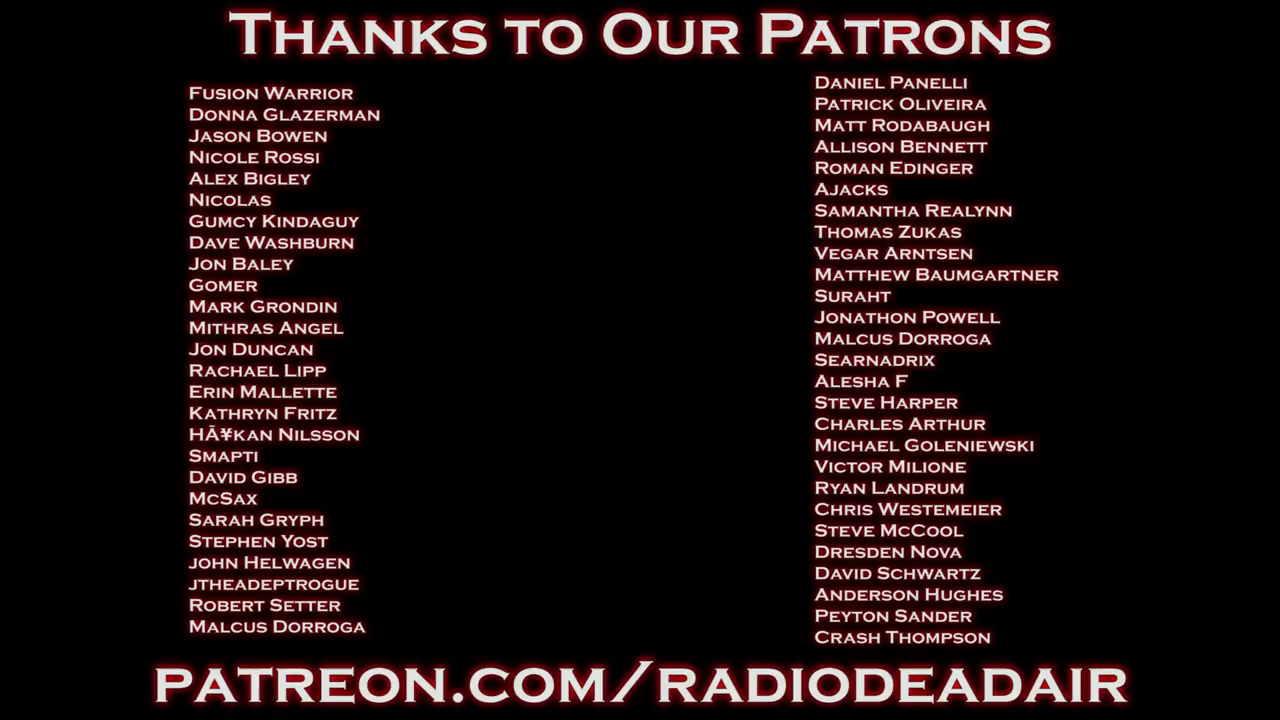 Thanks to Our Patrons
Fusion Warrior
Donna Glazerman
Jason Bowen
Nicole Rossi
Alex Bigley
Nicolas
Gumcy Kindaguy
Dave Washburn
Jon Baley
Gomer
Mark Grondin
Mithras Angel
Jon Duncan
Rachael Lipp
Erin Mallette
Kathryn Fritz
HÃ¥kan Nilsson
Smapti
David Gibb
McSax
Sarah Gryph
Stephen Yost
john Helwagen
jtheadeptrogue
Robert Setter
Malcus Dorroga
Daniel Panelli
Patrick Oliveira
Matt Rodabaugh
Allison Bennett
Roman Edinger
Ajacks
Samantha Realynn
Thomas Zukas
Vegar Arntsen
Matthew Baumgartner
Suraht
Jonathon Powell
Malcus Dorroga
Searnadrix
Alesha F
Steve Harper
Charles Arthur
Michael Goleniewski
Victor Milione
Ryan Landrum
Chris Westemeier
Steve McCool
Dresden Nova
David Schwartz
Anderson Hughes
Peyton Sander
Crash Thompson
patreon.com/radiodeadair